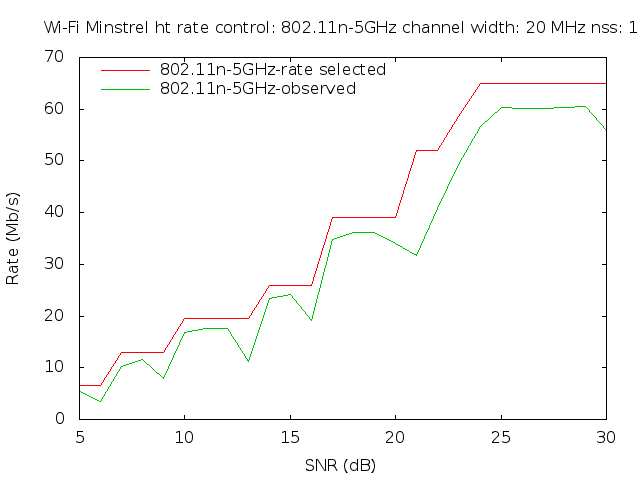 Wi-Fi Minstrel ht rate control: 802.11n-5GHz channel width: 20 MHz nss: 1
802.11n-5GHz-rate selected
802.11n-5GHz-observed
70
60
50
40
30
20
10
0
Rate (Mb/s)
5 10 15 20 25 30
SNR (dB)